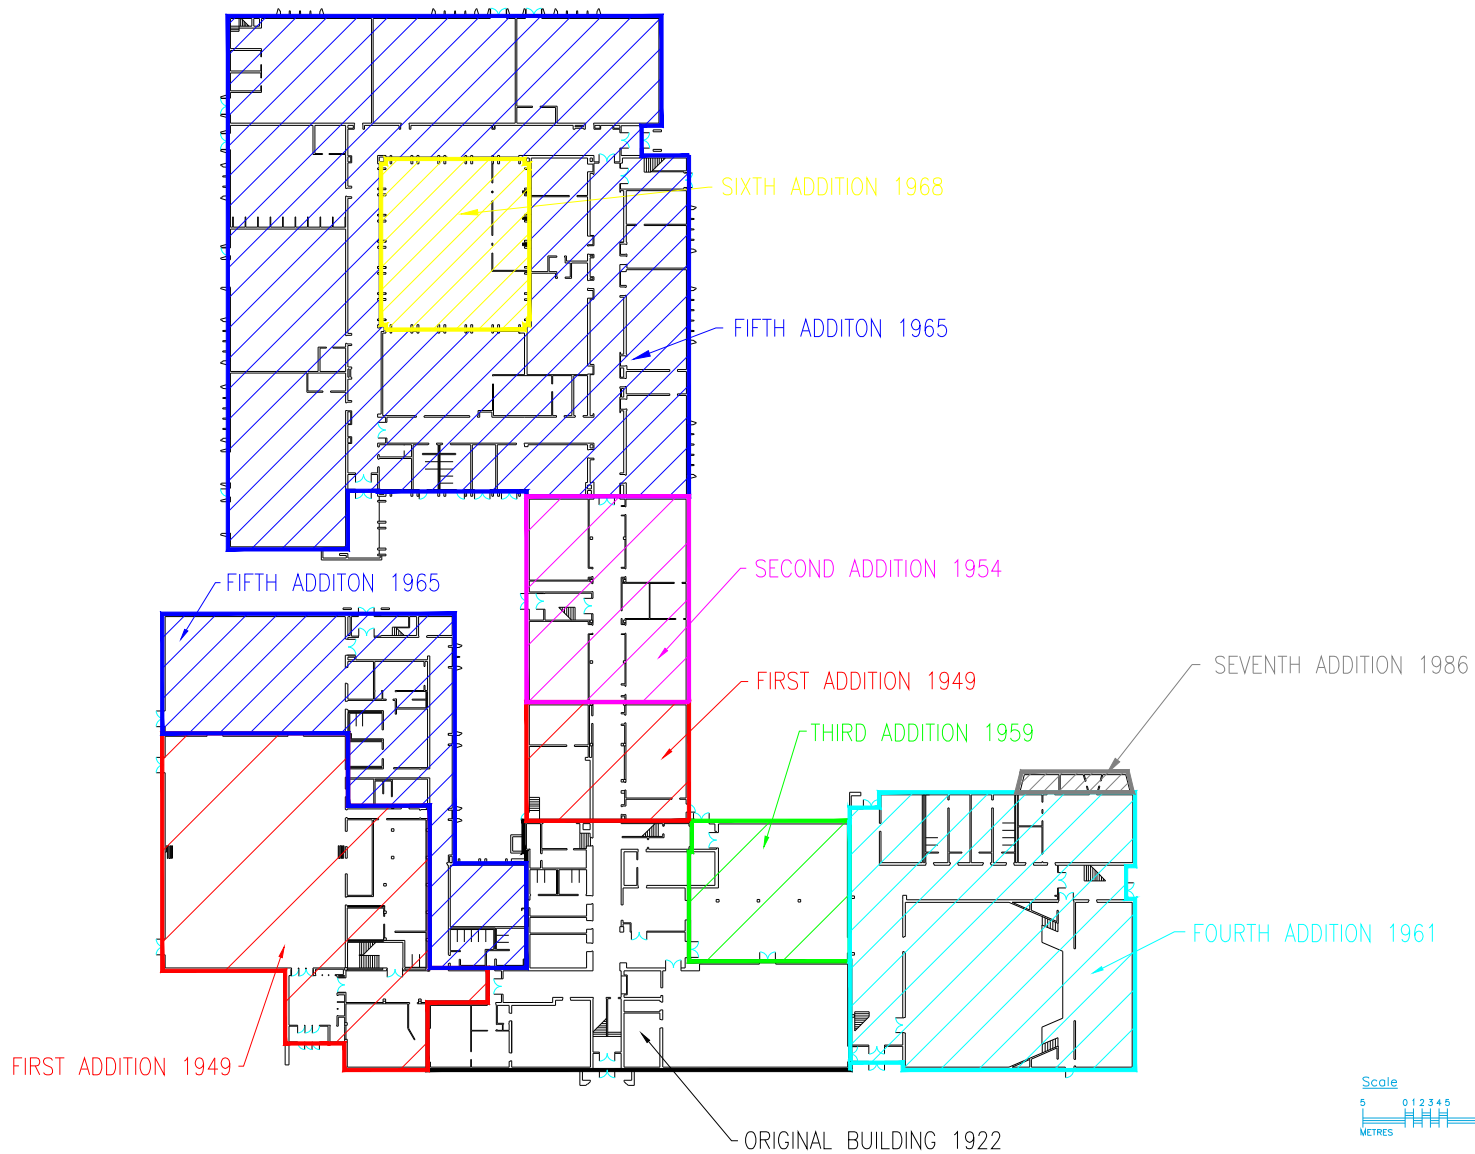 SIXTH ADDITION 1968
FIFTH ADDITON 1965
SECOND ADDITION 1954
FIFTH ADDITON 1965
SEVENTH ADDITION 1986
FIRST ADDITION 1949
THIRD ADDITION 1959
FOURTH ADDITION 1961
FIRST ADDITION 1949
ORIGINAL BUILDING 1922
Scale
5 0 1 2 3 4 5
METRES